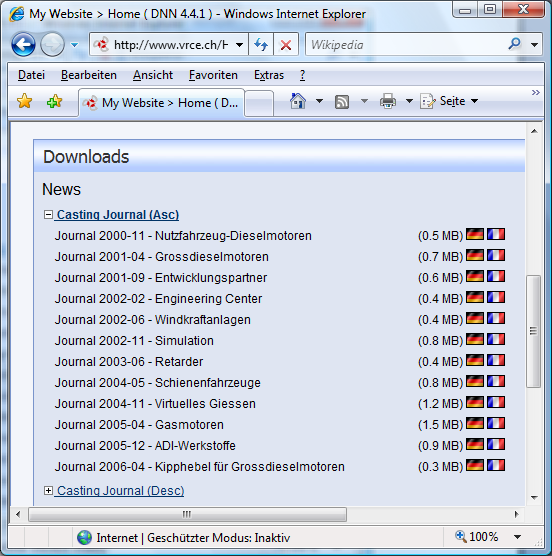 My Website > Home ( DNN 4.4.1 ) - Windows Internet Explorer
http://www.vrce.ch/H
Wikipedia
Datei Bearbeiten Ansicht Favoriten Extras ?
My Website > Home ( D...
Seite
Downloads
News
Casting Journal (Asc)
Journal 2000-11 - Nutzfahrzeug-Dieselmotoren (0.5 MB)
Journal 2001-04 - Grossdieselmotoren (0.7 MB)
Journal 2001-09 - Entwicklungspartner (0.6 MB)
Journal 2002-02 - Engineering Center (0.4 MB)
Journal 2002-06 - Windkraftanlagen (0.4 MB)
Journal 2002-11 - Simulation (0.8 MB)
Journal 2003-06 - Retarder (0.4 MB)
Journal 2004-05 - Schienenfahrzeuge (0.8 MB)
Journal 2004-11 - Virtuelles Giessen (1.2 MB)
Journal 2005-04 - Gasmotoren (1.5 MB)
Journal 2005-12 - ADI-Werkstoffe (0.9 MB)
Journal 2006-04 - Kipphebel für Grossdieselmotoren (0.3 MB)
Casting Journal (Desc)
Internet | Geschützter Modus: Inaktiv 100%